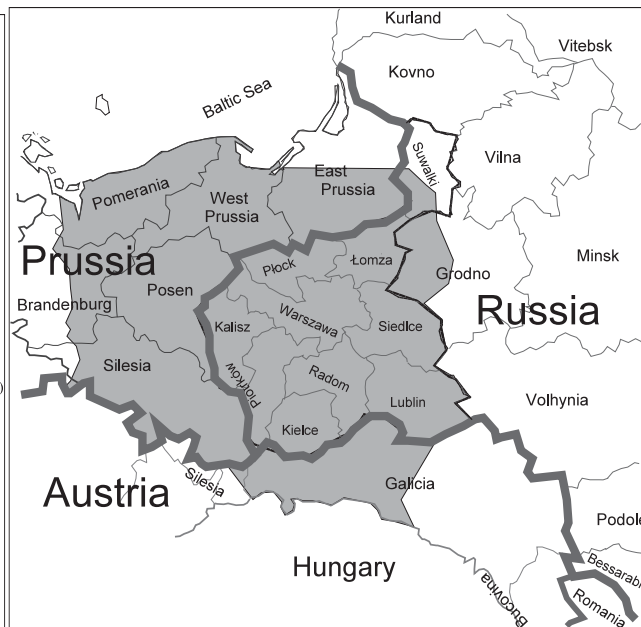 Kurland
Vitebsk
Kovno
Baltic Sea
Suwalki
Vilna
East
Prussia
Pomerania
West
Prussia
Prussia
Płock
Łomza
Grodno
Minsk
Posen
Russia
Brandenburg
Kalisz
Warszawa
Siedlce
Silesia
Piotrków
Radom
Lublin
Volhynia
Kielce
Austria
Silesia
Galicia
Podole
Hungary
Bessarabi
Bucovina
Romania
)